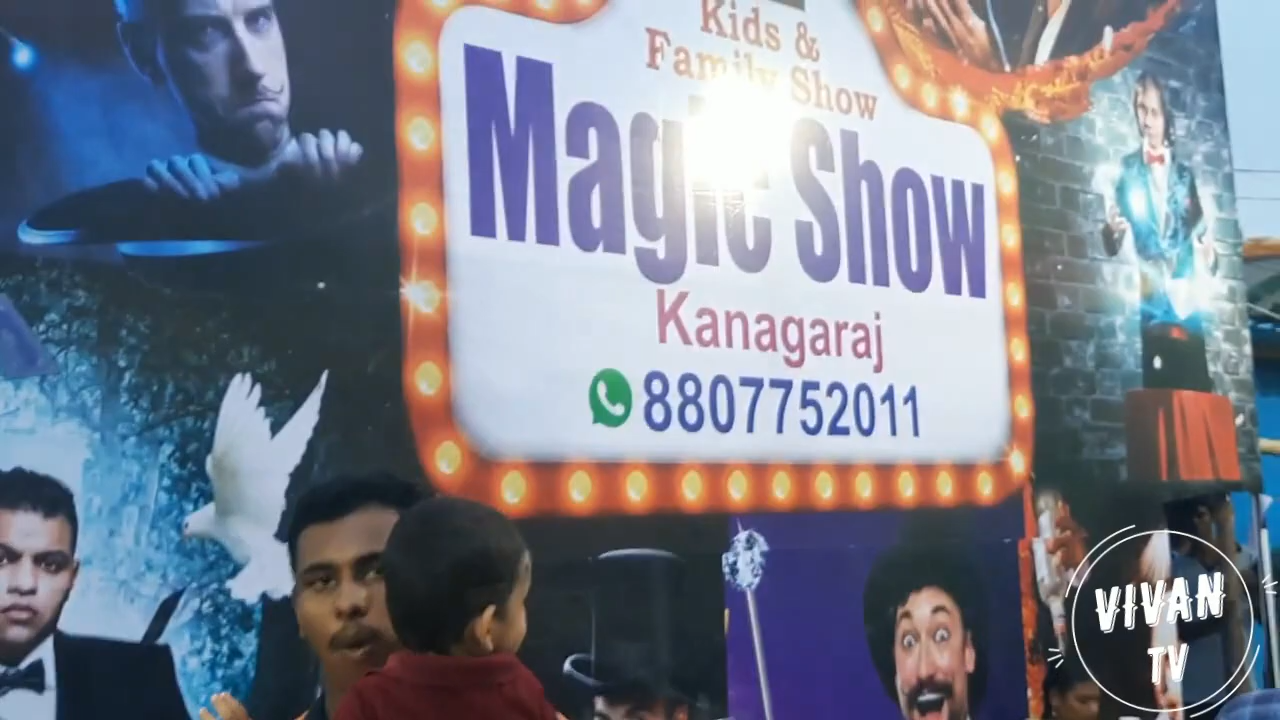 Kids &
Family Show
Magic Show
Kanagaraj
8807752011
VIVAN
TV